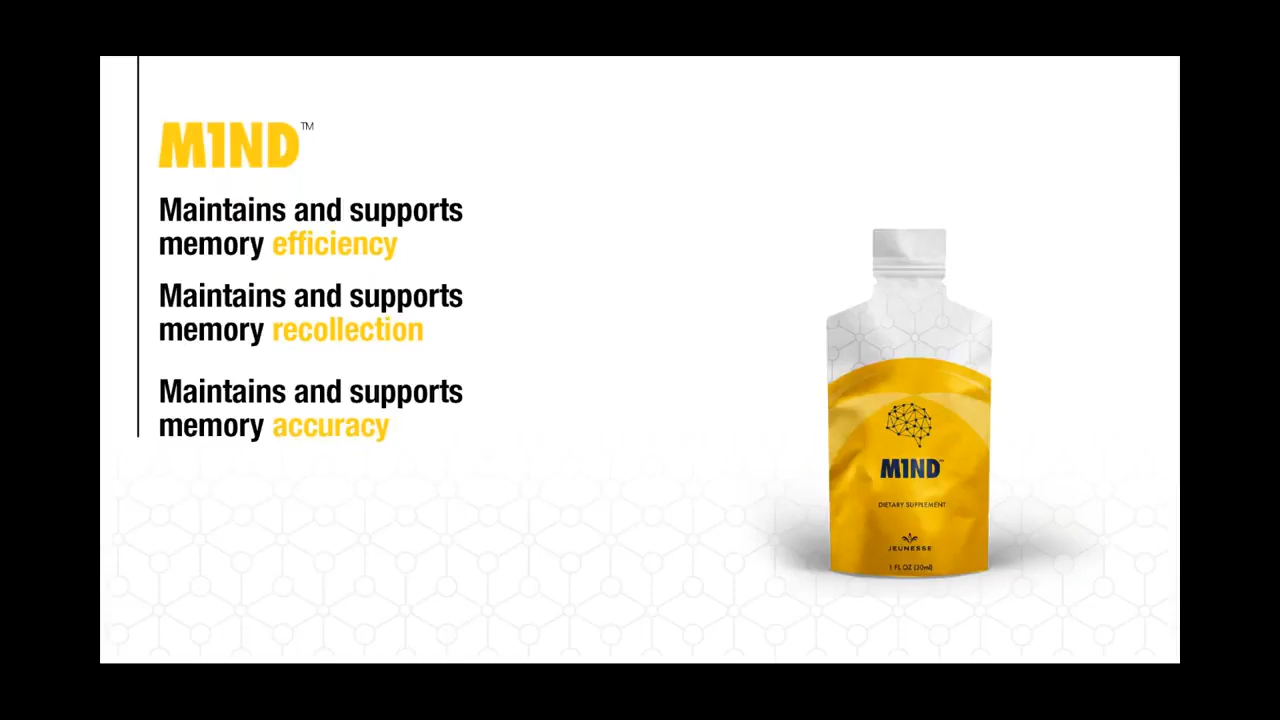 M1ND™
Maintains and supports
memory efficiency
Maintains and supports
memory recollection
Maintains and supports
memory accuracy
M1ND™
DIETARY SUPPLEMENT
JEUNESSE
1 FL OZ (30ml)